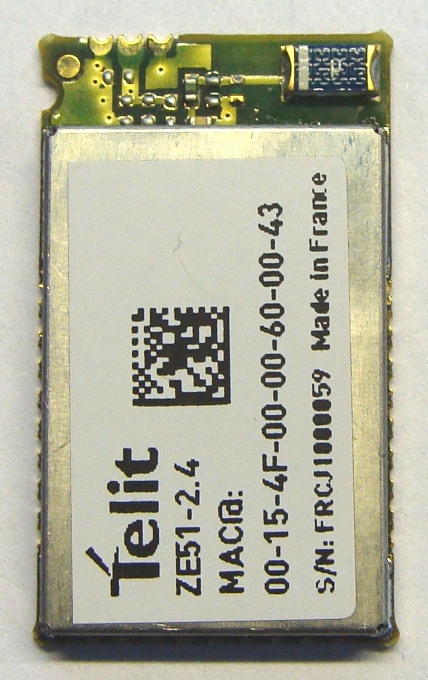 Telit
ZE51-2.4
MAC@:
00-15-4F-00-00-60-00-43
S/N: FRCJ1000059 Made in France